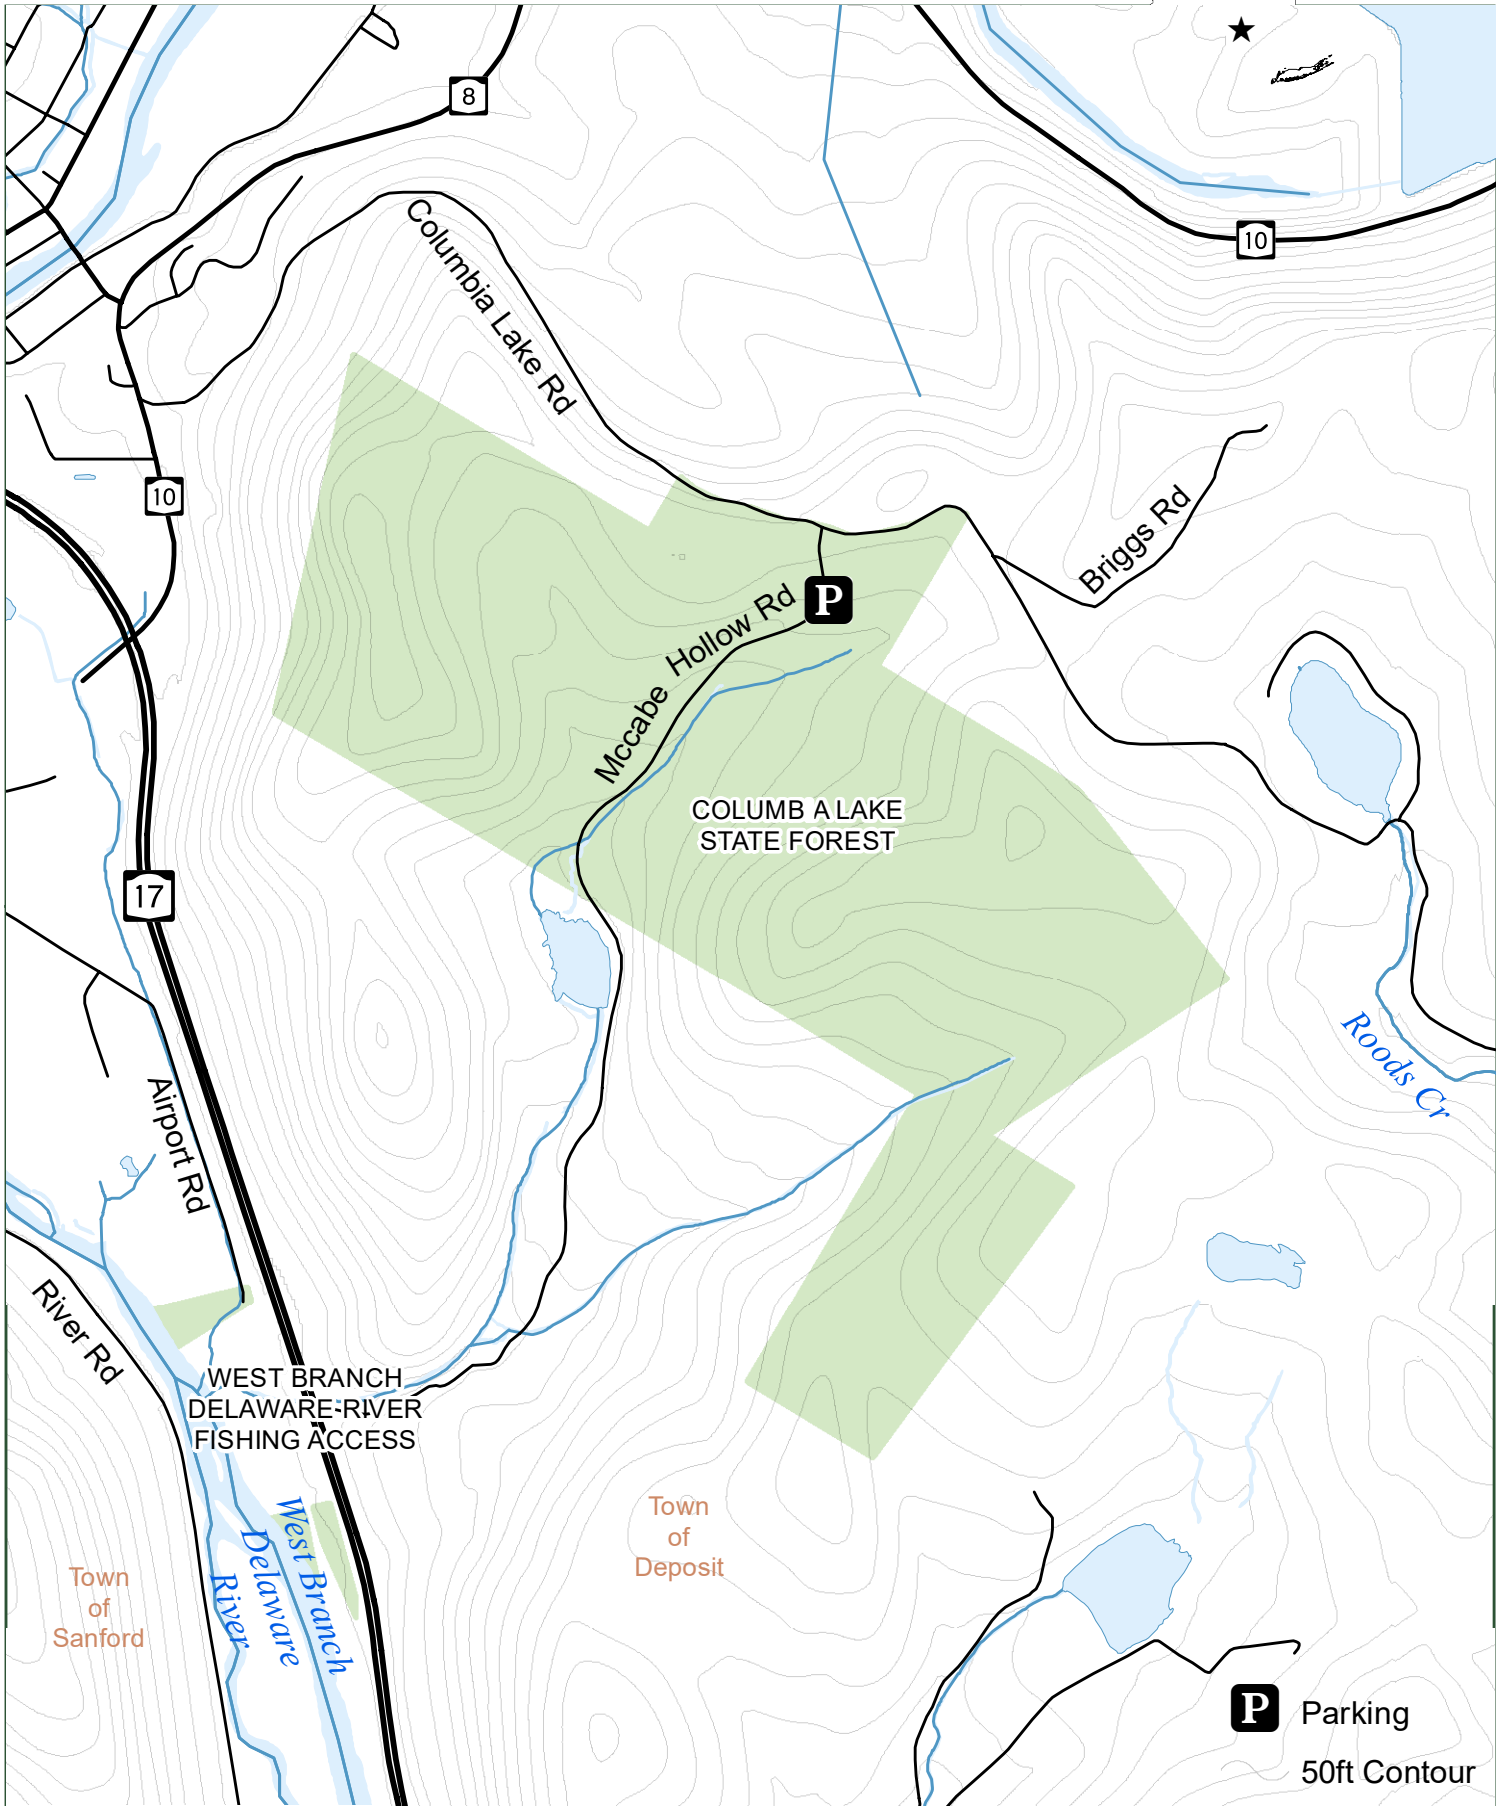 8
10
Columbia Lake Rd
10
Briggs Rd
P
Mccabe Hollow Rd
COLUMB A LAKE
STATE FOREST
17
Roods Cr
Airport Rd
River Rd
WEST BRANCH
DELAWARE RIVER
FISHING ACCESS
West Branch
Delaware
River
Town
of
Deposit
Town
of
Sanford
P Parking
50ft Contour